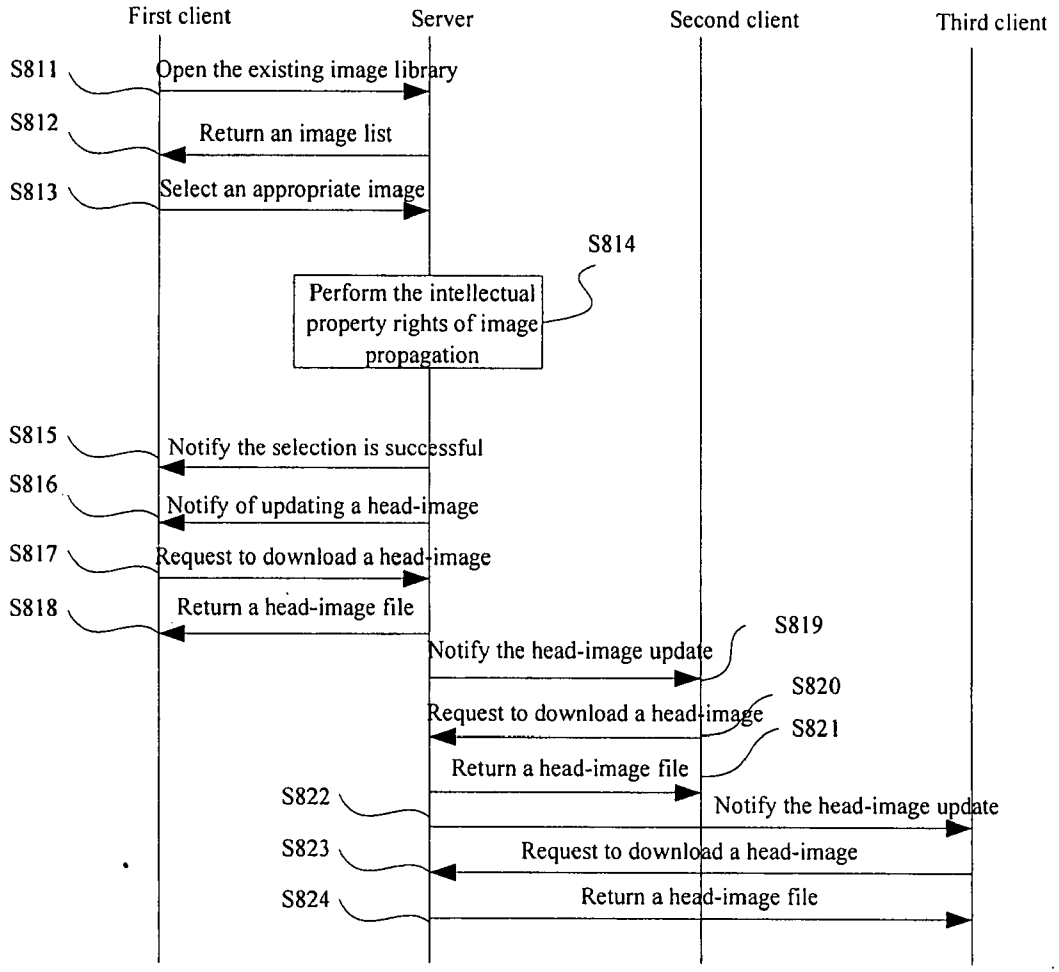 First client
Server
Second client
Third client
S811
Open the existing image library
S812
Return an image list
S813
Select an appropriate image
S814
Perform the intellectual
property rights of image
propagation
S815
Notify the selection is successful
S816
Notify of updating a head-image
S817
Request to download a head-image
S818
Return a head-image file
S819
Notify the head-image update
S820
Request to download a head-image
S821
Return a head-image file
S822
Notify the head-image update
S823
Request to download a head-image
S824
Return a head-image file